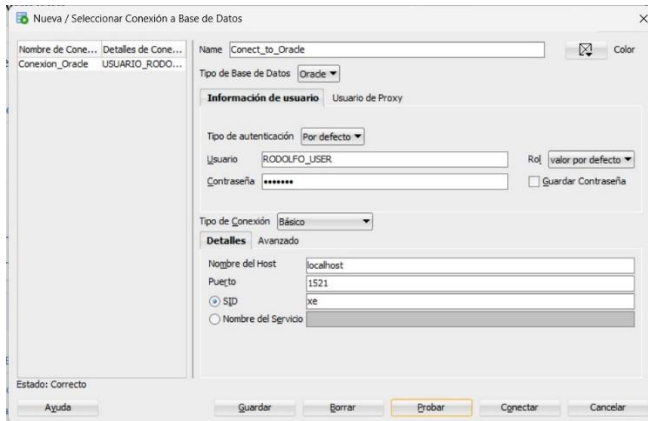 Nueva / Seleccionar Conexión a Base de Datos
Nombre de Cone... Detalles de Cone...
Conexion_Oracle USUARIO_RODO...
Name Conect_to_Oracle Color
Tipo de Base de Datos Oracle
Información de usuario Usuario de Proxy
Tipo de autenticación Por defecto
Usuario RODOLFO_USER Rol valor por defecto
Contraseña ••••••• Guardar Contraseña
Tipo de Conexión Básico
Detalles Avanzado
Nombre del Host localhost
Puerto 1521
SID xe
Nombre del Servicio
Estado: Correcto
Ayuda Guardar Borrar Probar Conectar Cancelar